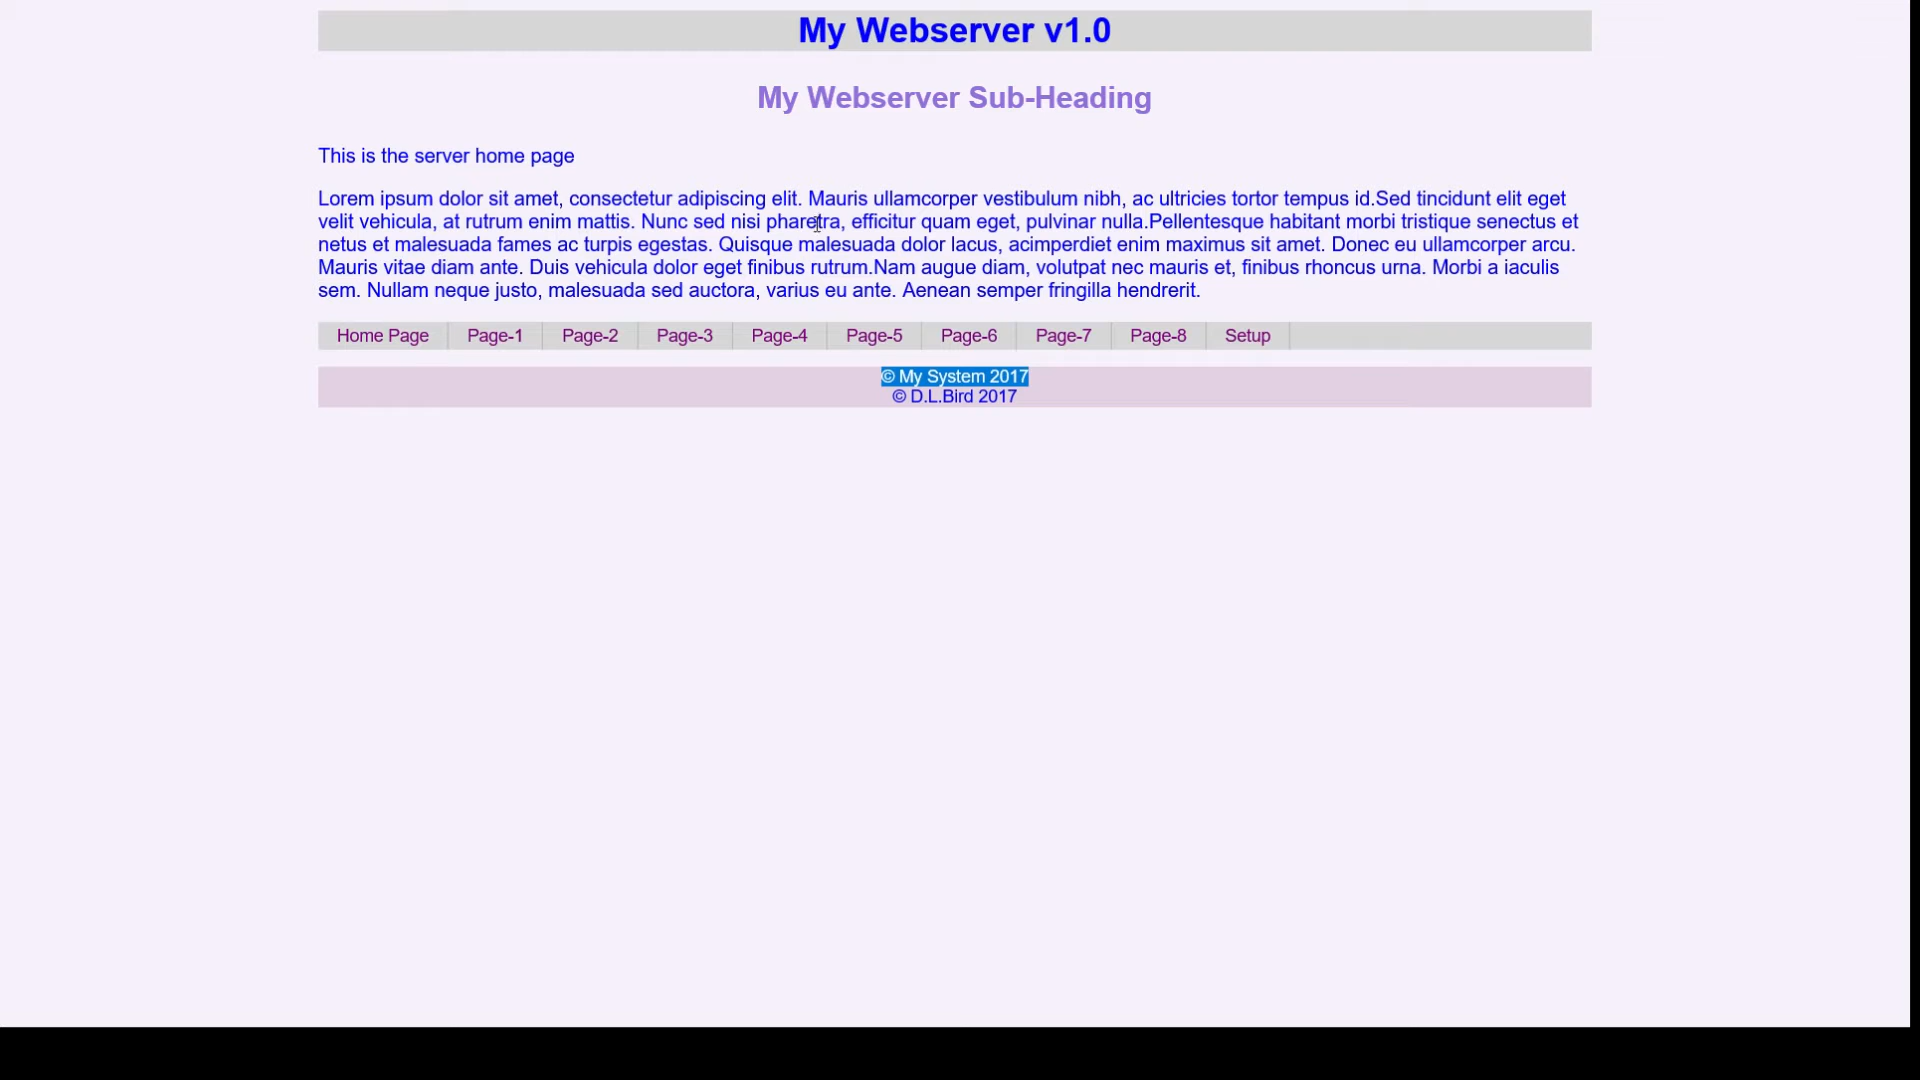 My Webserver v1.0
My Webserver Sub-Heading
This is the server home page
Lorem ipsum dolor sit amet, consectetur adipiscing elit. Mauris ullamcorper vestibulum nibh, ac ultricies tortor tempus id.Sed tincidunt elit eget
velit vehicula, at rutrum enim mattis. Nunc sed nisi pharetra, efficitur quam eget, pulvinar nulla.Pellentesque habitant morbi tristique senectus et
netus et malesuada fames ac turpis egestas. Quisque malesuada dolor lacus, acimperdiet enim maximus sit amet. Donec eu ullamcorper arcu.
Mauris vitae diam ante. Duis vehicula dolor eget finibus rutrum.Nam augue diam, volutpat nec mauris et, finibus rhoncus urna. Morbi a iaculis
sem. Nullam neque justo, malesuada sed auctora, varius eu ante. Aenean semper fringilla hendrerit.
Home Page Page-1 Page-2 Page-3 Page-4 Page-5 Page-6 Page-7 Page-8 Setup
© My System 2017
© D.L.Bird 2017